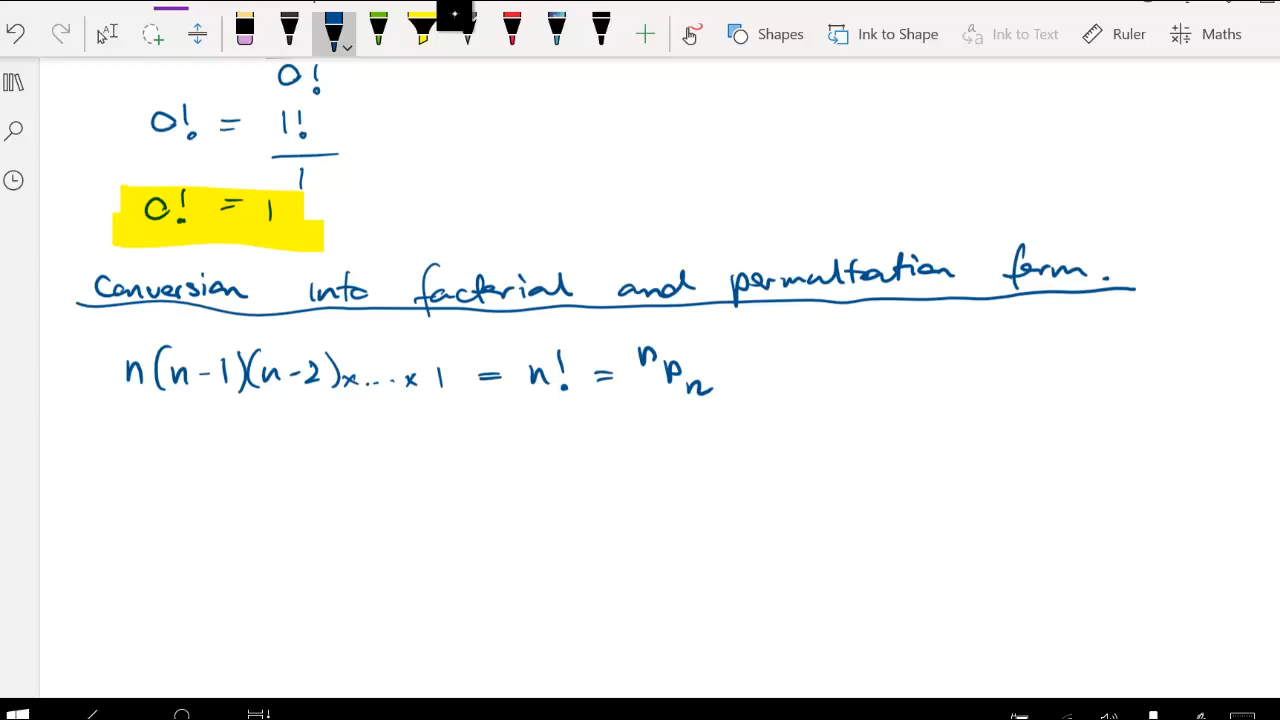 Ink to Shape
Shapes
Ink to Text
Ruler
Maths
0!
0! = 1!
1
0! = 1
Conversion into factorial and permultation form.
n(n-1)(n-2)×...×1 = n! = ⁿPₙ